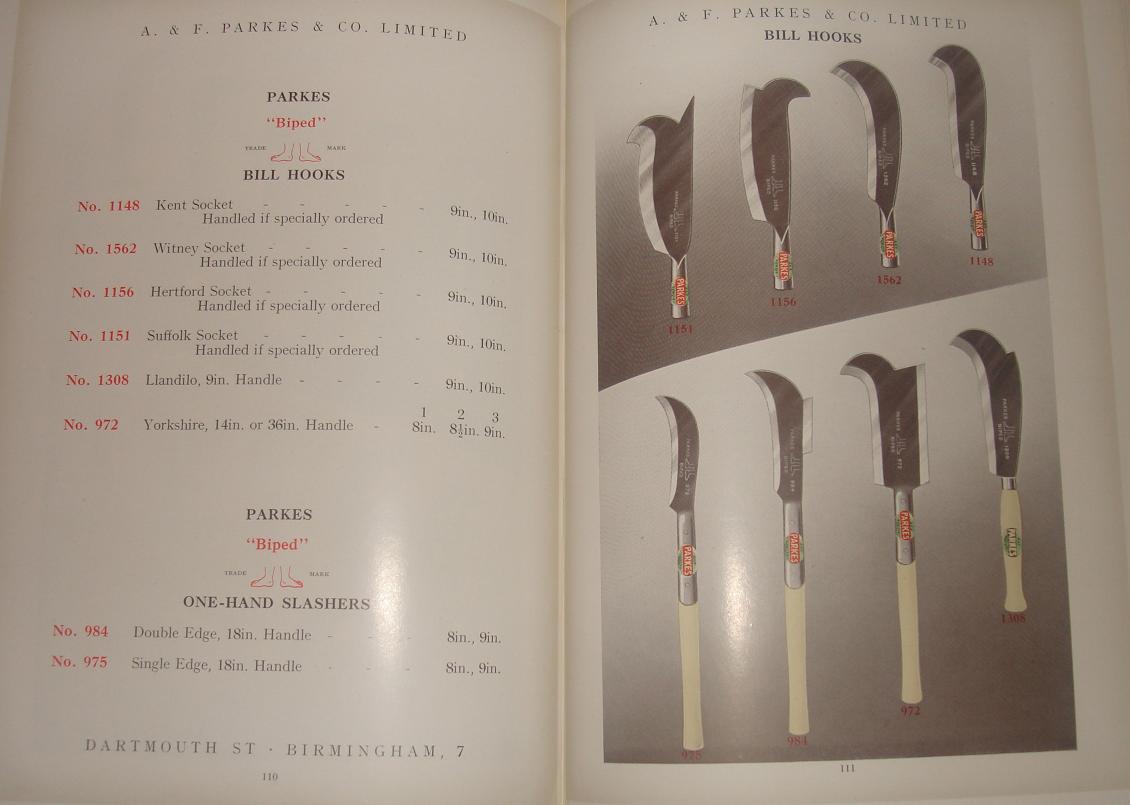 A. & F. PARKES & CO. LIMITED
PARKES
“Biped”
TRADE MARK
BILL HOOKS
No. 1148 Kent Socket - - - - - 9in., 10in.
Handled if specially ordered
No. 1562 Witney Socket - - - - - 9in., 10in.
Handled if specially ordered
No. 1156 Hertford Socket - - - - - 9in., 10in.
Handled if specially ordered
No. 1151 Suffolk Socket - - - - - 9in., 10in.
Handled if specially ordered
No. 1308 Llandilo, 9in. Handle - - - - 9in., 10in.
1 2 3
No. 972 Yorkshire, 14in. or 36in. Handle - 8in. 8½in. 9in.
PARKES
“Biped”
TRADE MARK
ONE-HAND SLASHERS
No. 984 Double Edge, 18in. Handle - - - 8in., 9in.
No. 975 Single Edge, 18in. Handle - - - 8in., 9in.
DARTMOUTH ST · BIRMINGHAM, 7
110
A. & F. PARKES & CO. LIMITED
BILL HOOKS
PARKES
1151
PARKES
1156
PARKES
1562
PARKES
1148
PARKES
975
PARKES
984
PARKES
972
1308
111